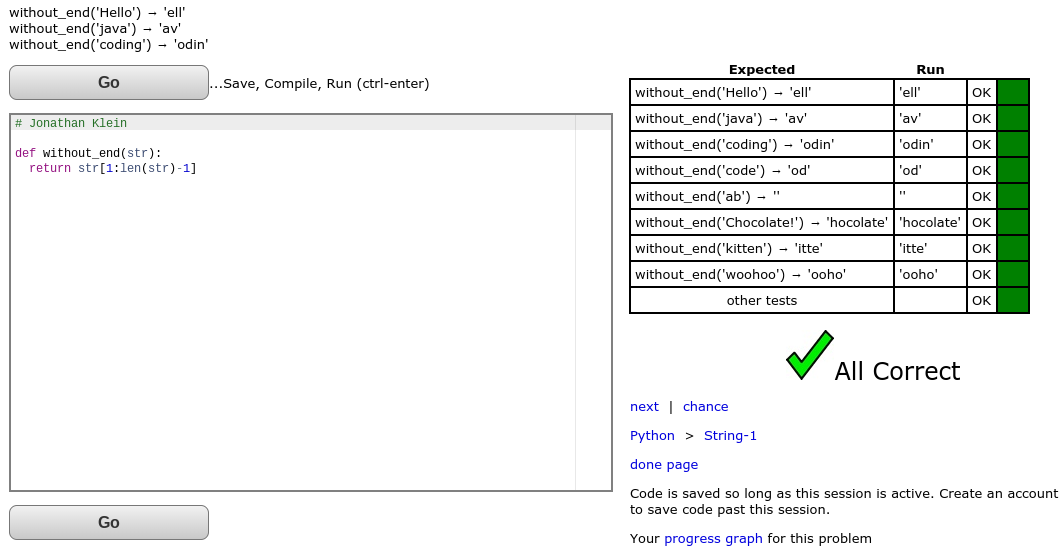 without_end('Hello') → 'ell'
without_end('java') → 'av'
without_end('coding') → 'odin'
Go
...Save, Compile, Run (ctrl-enter)
# Jonathan Klein
def without_end(str):
  return str[1:len(str)-1]
Go
Expected Run
without_end('Hello') → 'ell' 'ell' OK
without_end('java') → 'av' 'av' OK
without_end('coding') → 'odin' 'odin' OK
without_end('code') → 'od' 'od' OK
without_end('ab') → '' '' OK
without_end('Chocolate!') → 'hocolate' 'hocolate' OK
without_end('kitten') → 'itte' 'itte' OK
without_end('woohoo') → 'ooho' 'ooho' OK
other tests OK
All Correct
next | chance
Python > String-1
done page
Code is saved so long as this session is active. Create an account
to save code past this session.
Your progress graph for this problem